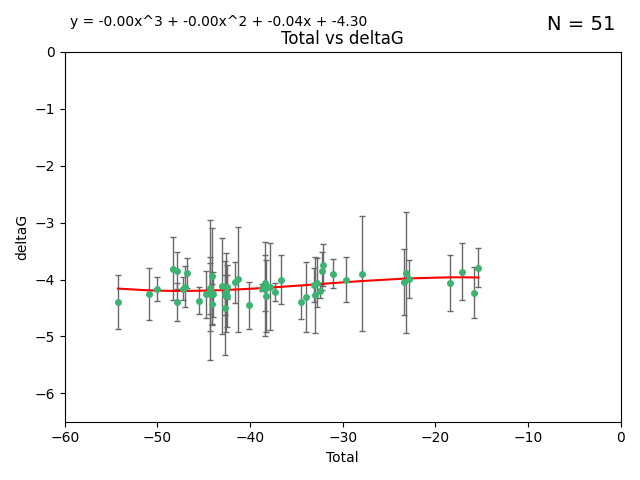 y = -0.00x^3 + -0.00x^2 + -0.04x + -4.30
N = 51
Total vs deltaG
0
−1
−2
−3
−4
−5
−6
deltaG
−60 −50 −40 −30 −20 −10 0
Total